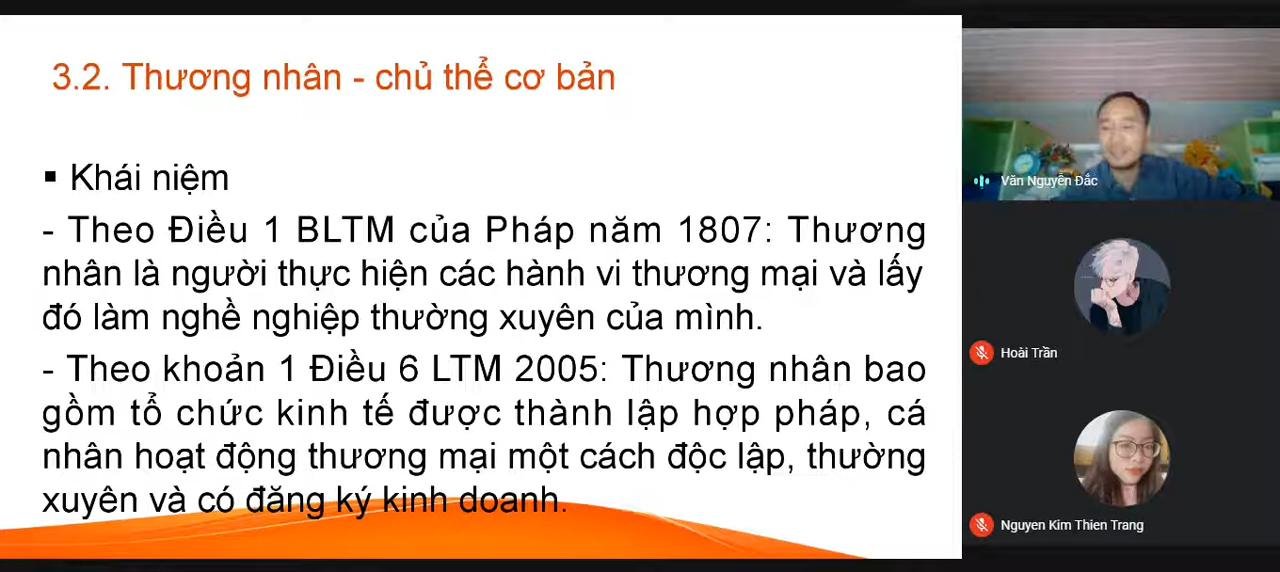 3.2. Thương nhân - chủ thể cơ bản
▪ Khái niệm
- Theo Điều 1 BLTM của Pháp năm 1807: Thương
nhân là người thực hiện các hành vi thương mại và lấy
đó làm nghề nghiệp thường xuyên của mình.
- Theo khoản 1 Điều 6 LTM 2005: Thương nhân bao
gồm tổ chức kinh tế được thành lập hợp pháp, cá
nhân hoạt động thương mại một cách độc lập, thường
xuyên và có đăng ký kinh doanh.
Văn Nguyễn Đắc
Hoài Trần
Nguyen Kim Thien Trang